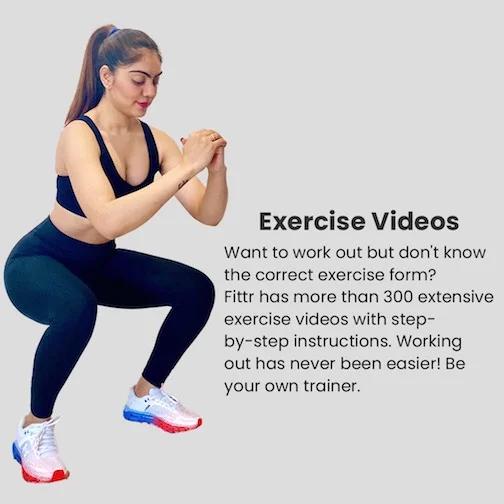 Exercise Videos
Want to work out but don't know
the correct exercise form?
Fittr has more than 300 extensive
exercise videos with step-
by-step instructions. Working
out has never been easier! Be
your own trainer.